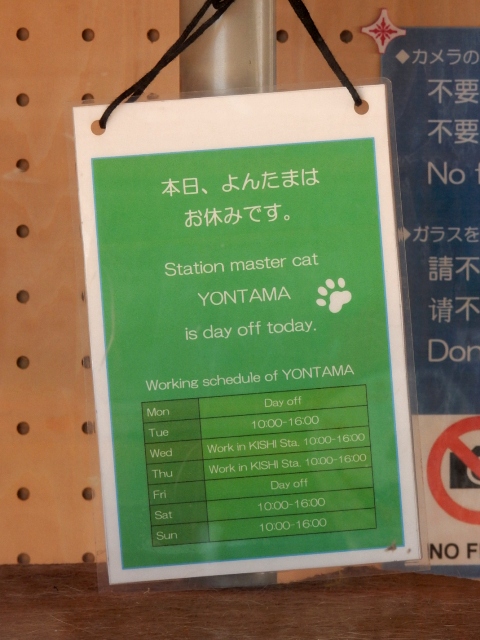 本日、よんたまは
お休みです。
Station master cat
YONTAMA
is day off today.
Working schedule of YONTAMA
Mon Day off
Tue 10:00-16:00
Wed Work in KISHI Sta. 10:00-16:00
Thu Work in KISHI Sta. 10:00-16:00
Fri Day off
Sat 10:00-16:00
Sun 10:00-16:00
◆カメラの
不要
不要
No
◆ガラスを
請不
请不
Don
NO F